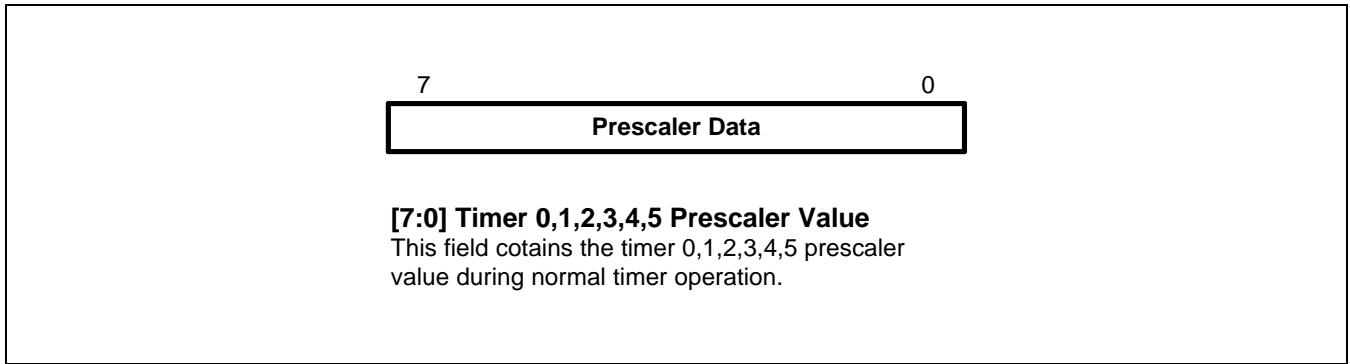 7 0
Prescaler Data
[7:0] Timer 0,1,2,3,4,5 Prescaler Value
This field cotains the timer 0,1,2,3,4,5 prescaler
value during normal timer operation.